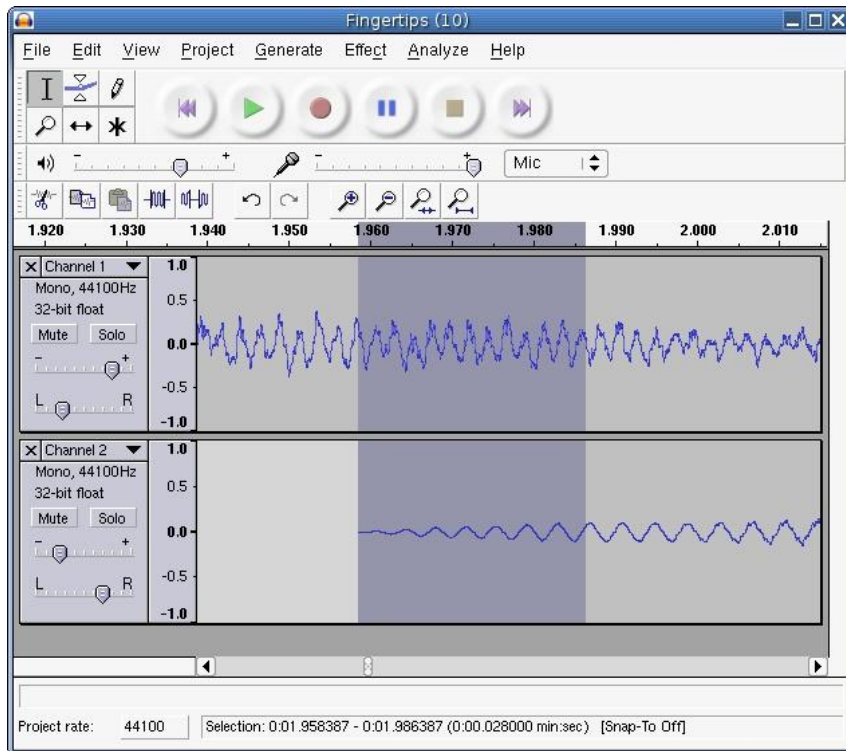 Fingertips (10)
File Edit View Project Generate Effect Analyze Help
- + - + Mic
1.920 1.930 1.940 1.950 1.960 1.970 1.980 1.990 2.000 2.010
X Channel 1
Mono, 44100Hz
32-bit float
Mute Solo
- +
L R
1.0
0.5
0.0
-0.5
-1.0
X Channel 2
Mono, 44100Hz
32-bit float
Mute Solo
- +
L R
1.0
0.5
0.0
-0.5
-1.0
Project rate: 44100 Selection: 0:01.958387 - 0:01.986387 (0:00.028000 min:sec) [Snap-To Off]